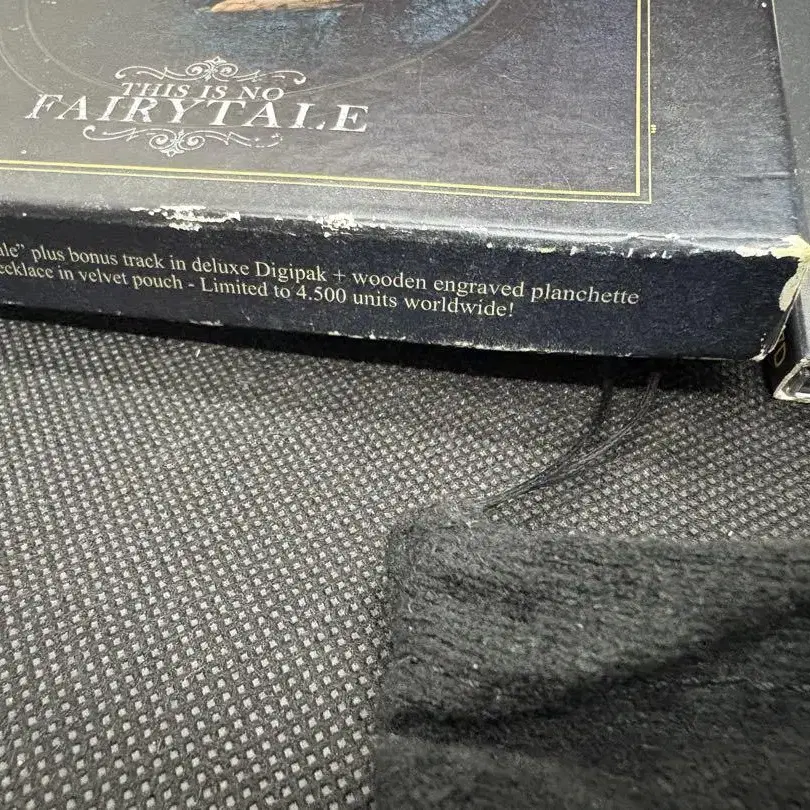 THIS IS NO
FAIRYTALE
ale” plus bonus track in deluxe Digipak + wooden engraved planchette
ecklace in velvet pouch - Limited to 4.500 units worldwide!